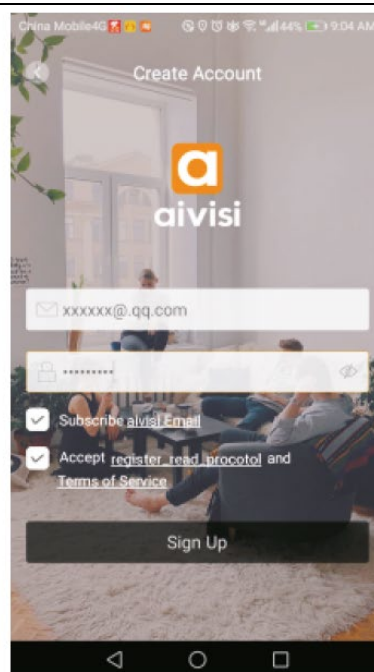 China Mobile4G 44% 9:04 AM
Create Account
a
aivisi
xxxxxx@.qq.com
•••••••••
Subscribe aivisi Email
Accept register_read_procotol and
Terms of Service
Sign Up